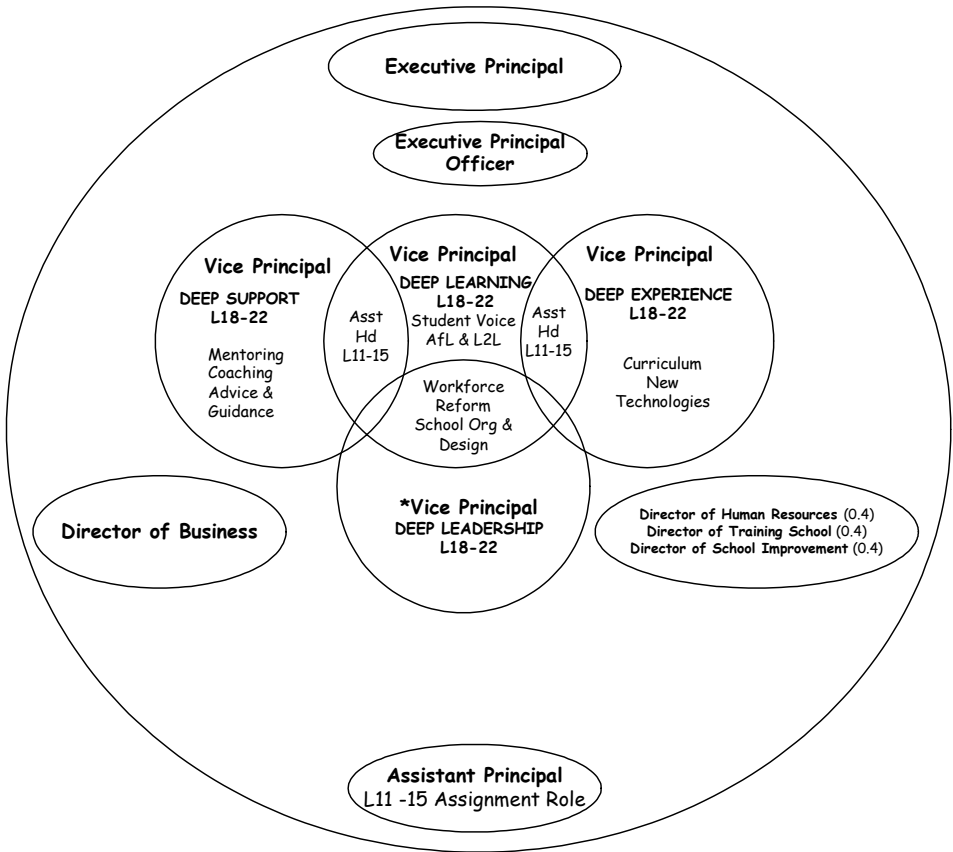 Executive Principal
Executive Principal
Officer
Vice Principal
DEEP SUPPORT
L18-22
Mentoring
Coaching
Advice &
Guidance
Asst
Hd
L11-15
Vice Principal
DEEP LEARNING
L18-22
Student Voice
AfL & L2L
Asst
Hd
L11-15
Vice Principal
DEEP EXPERIENCE
L18-22
Curriculum
New
Technologies
Workforce
Reform
School Org &
Design
*Vice Principal
DEEP LEADERSHIP
L18-22
Director of Business
Director of Human Resources (0.4)
Director of Training School (0.4)
Director of School Improvement (0.4)
Assistant Principal
L11 -15 Assignment Role